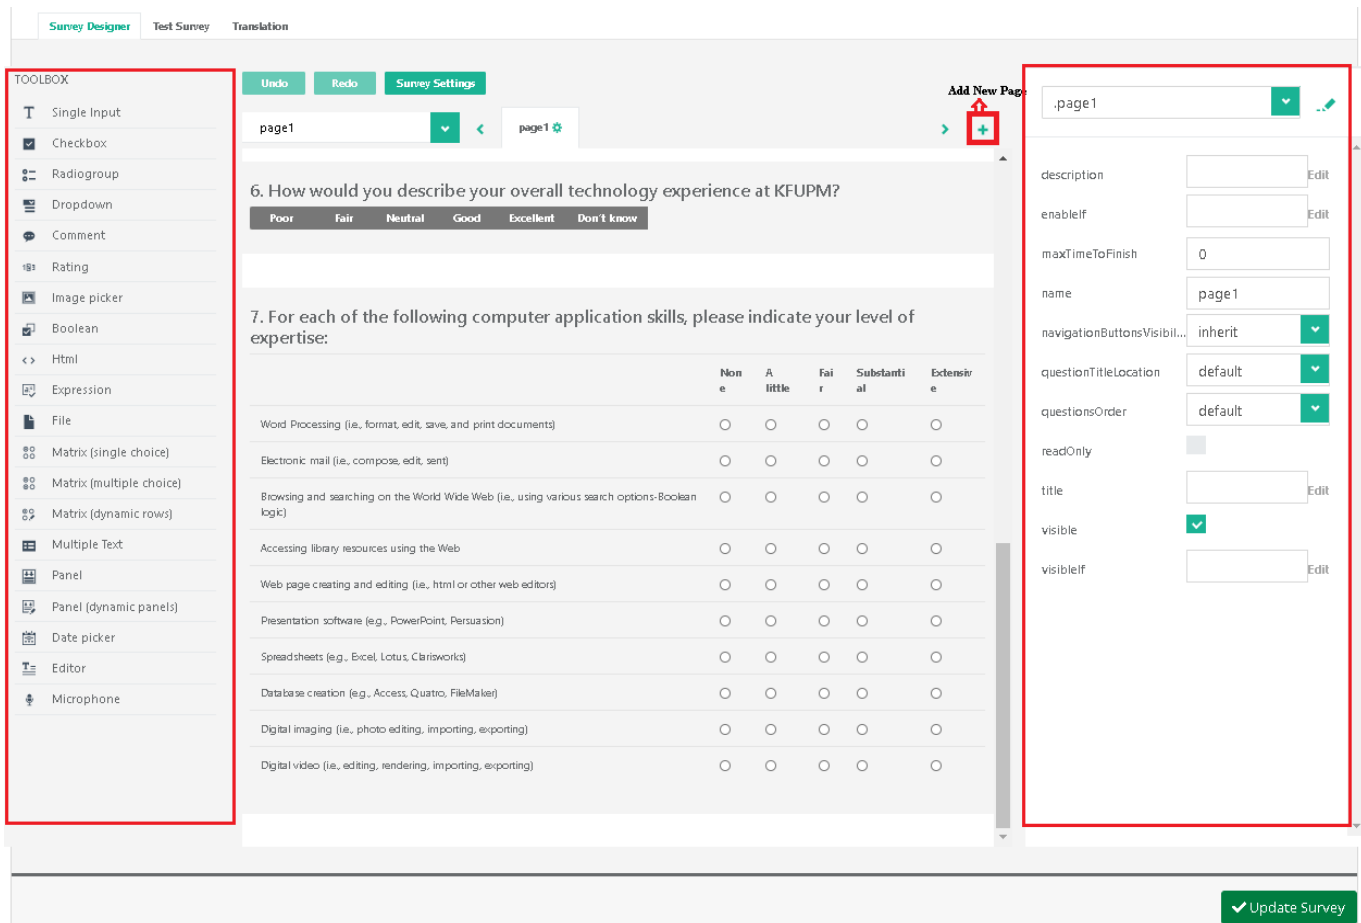 Survey Designer Test Survey Translation
TOOLBOX
Single Input
Checkbox
Radiogroup
Dropdown
Comment
Rating
Image picker
Boolean
Html
Expression
File
Matrix (single choice)
Matrix (multiple choice)
Matrix (dynamic rows)
Multiple Text
Panel
Panel (dynamic panels)
Date picker
Editor
Microphone
Undo Redo Survey Settings
Add New Page
page1 page1
6. How would you describe your overall technology experience at KFUPM?
Poor Fair Neutral Good Excellent Don't know
7. For each of the following computer application skills, please indicate your level of
expertise:
Non A Fai Substanti Extensiv
e little r al e
Word Processing (i.e., format, edit, save, and print documents)
Electronic mail (i.e., compose, edit, sent)
Browsing and searching on the World Wide Web (i.e., using various search options-Boolean
logic)
Accessing library resources using the Web
Web page creating and editing (i.e., html or other web editors)
Presentation software (e.g., PowerPoint, Persuasion)
Spreadsheets (e.g., Excel, Lotus, Clarisworks)
Database creation (e.g., Access, Quatro, FileMaker)
Digital imaging (i.e., photo editing, importing, exporting)
Digital video (i.e., editing, rendering, importing, exporting)
.page1
description Edit
enableIf Edit
maxTimeToFinish 0
name page1
navigationButtonsVisibil... inherit
questionTitleLocation default
questionsOrder default
readOnly
title Edit
visible
visibleIf Edit
Update Survey